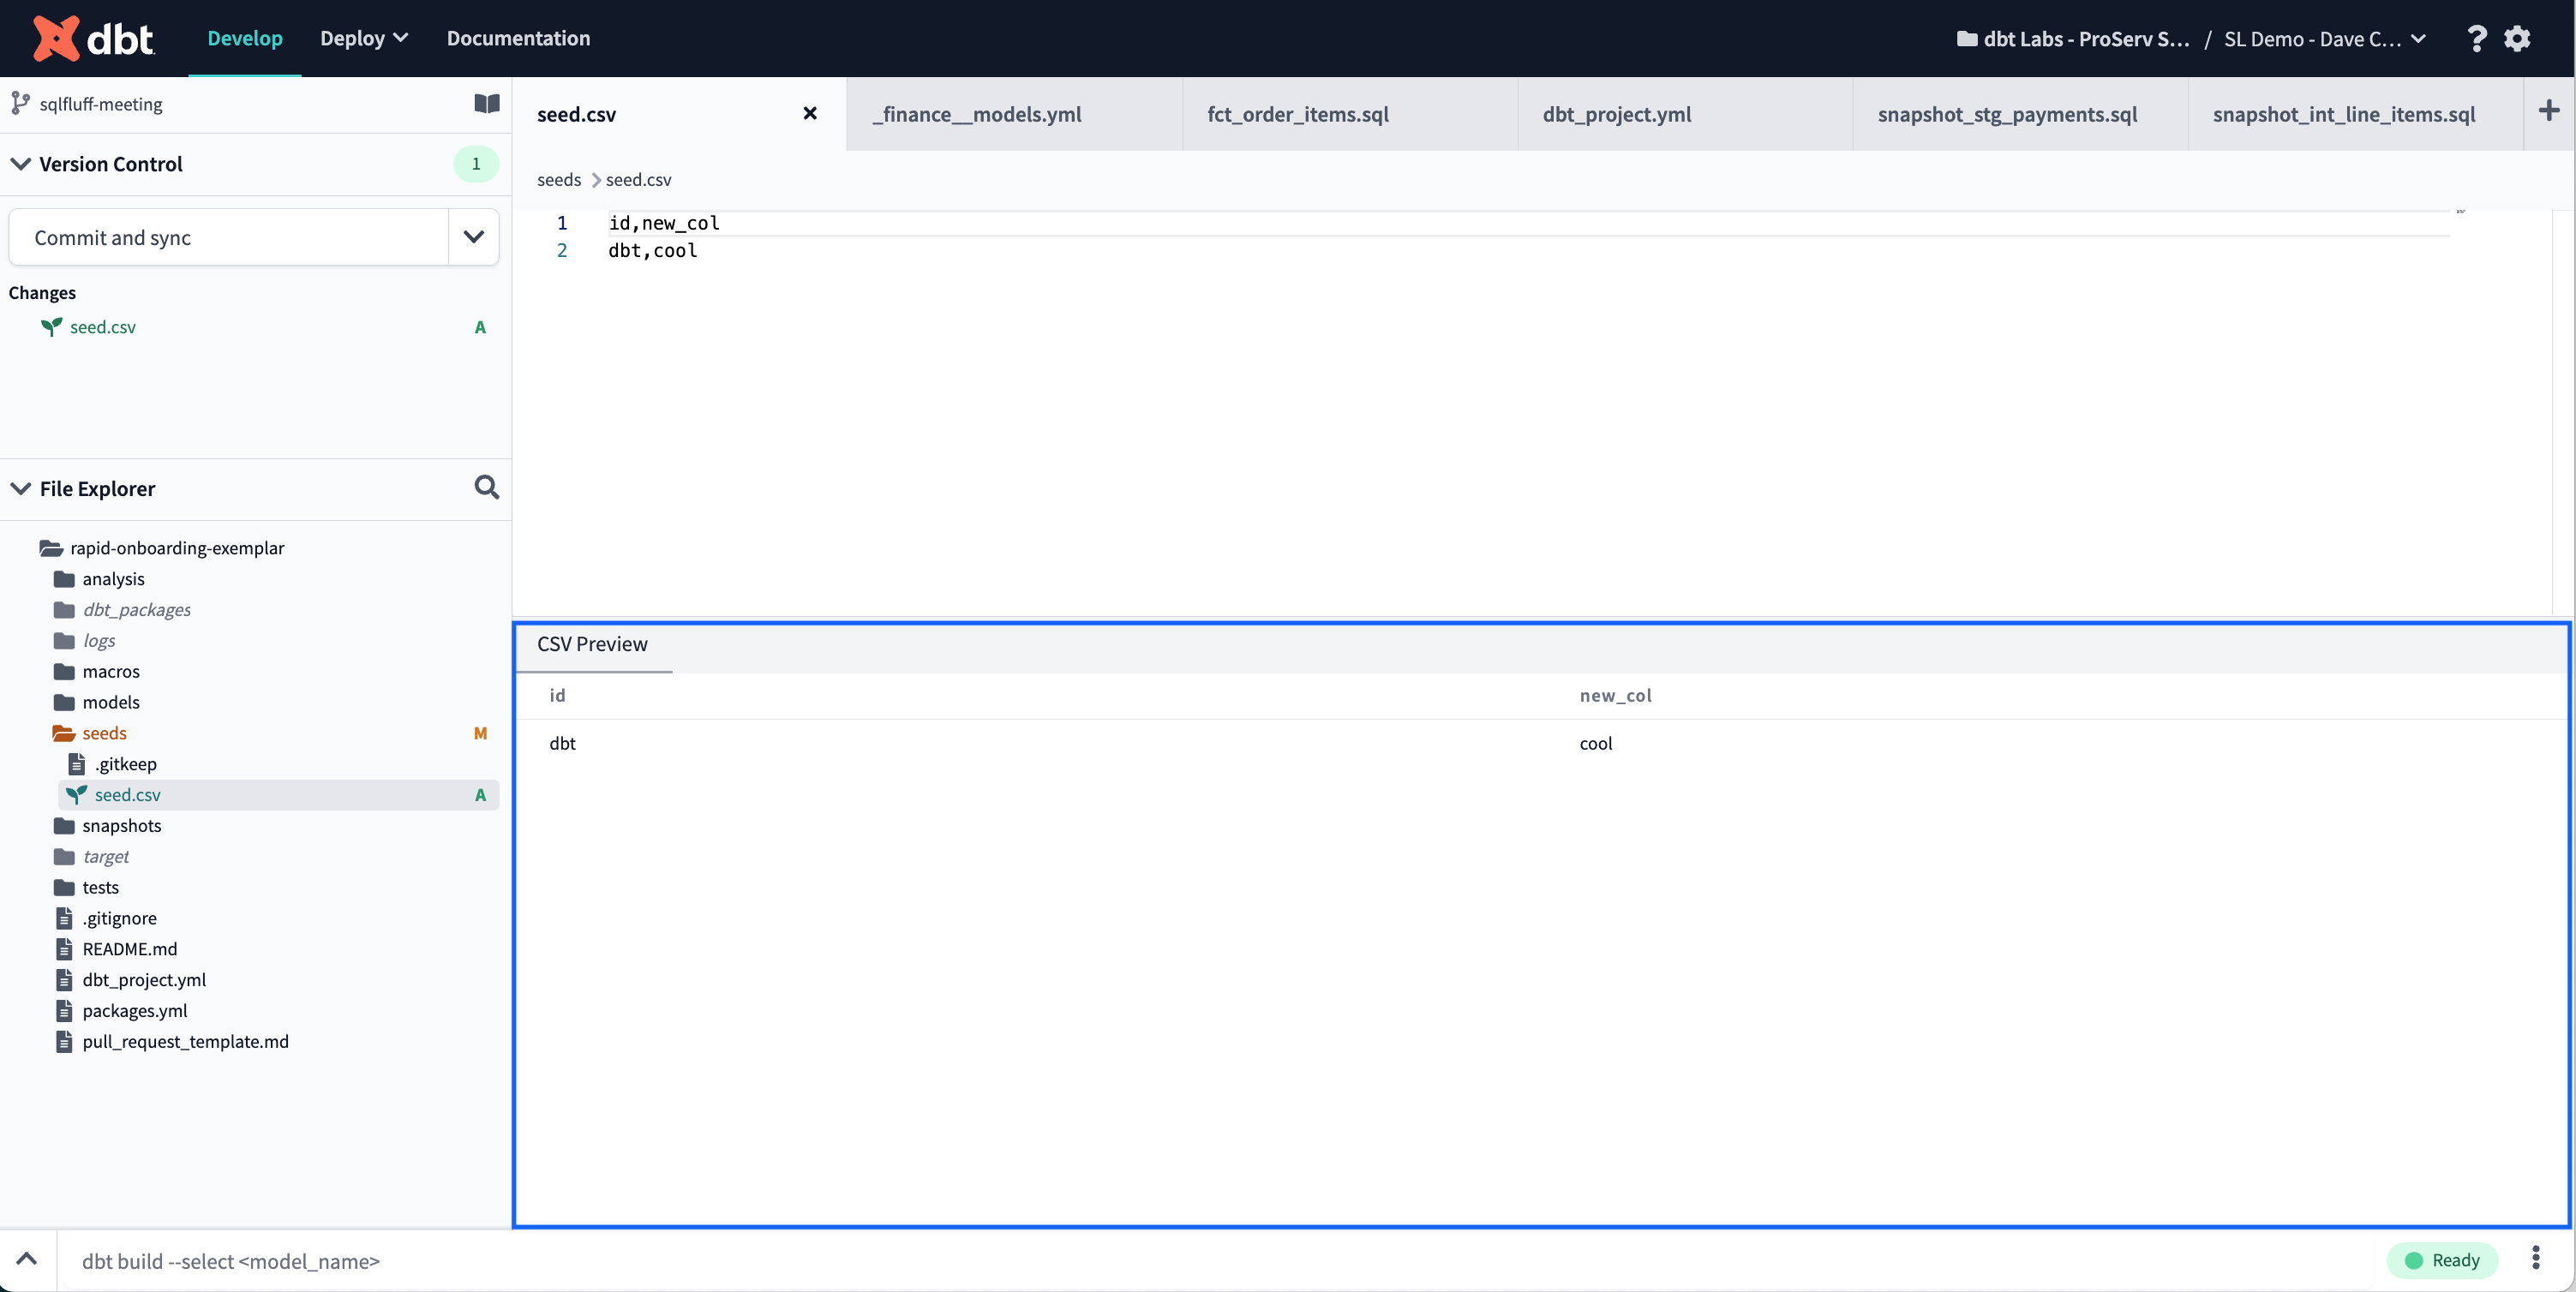 dbt
Develop
Deploy
Documentation
dbt Labs - ProServ S... / SL Demo - Dave C...
?
sqlfluff-meeting
Version Control
1
Commit and sync
Changes
seed.csv A
File Explorer
rapid-onboarding-exemplar
analysis
dbt_packages
logs
macros
models
seeds M
.gitkeep
seed.csv A
snapshots
target
tests
.gitignore
README.md
dbt_project.yml
packages.yml
pull_request_template.md
seed.csv
_finance__models.yml
fct_order_items.sql
dbt_project.yml
snapshot_stg_payments.sql
snapshot_int_line_items.sql
seeds > seed.csv
1 id,new_col
2 dbt,cool
CSV Preview
id new_col
dbt cool
dbt build --select <model_name>
Ready